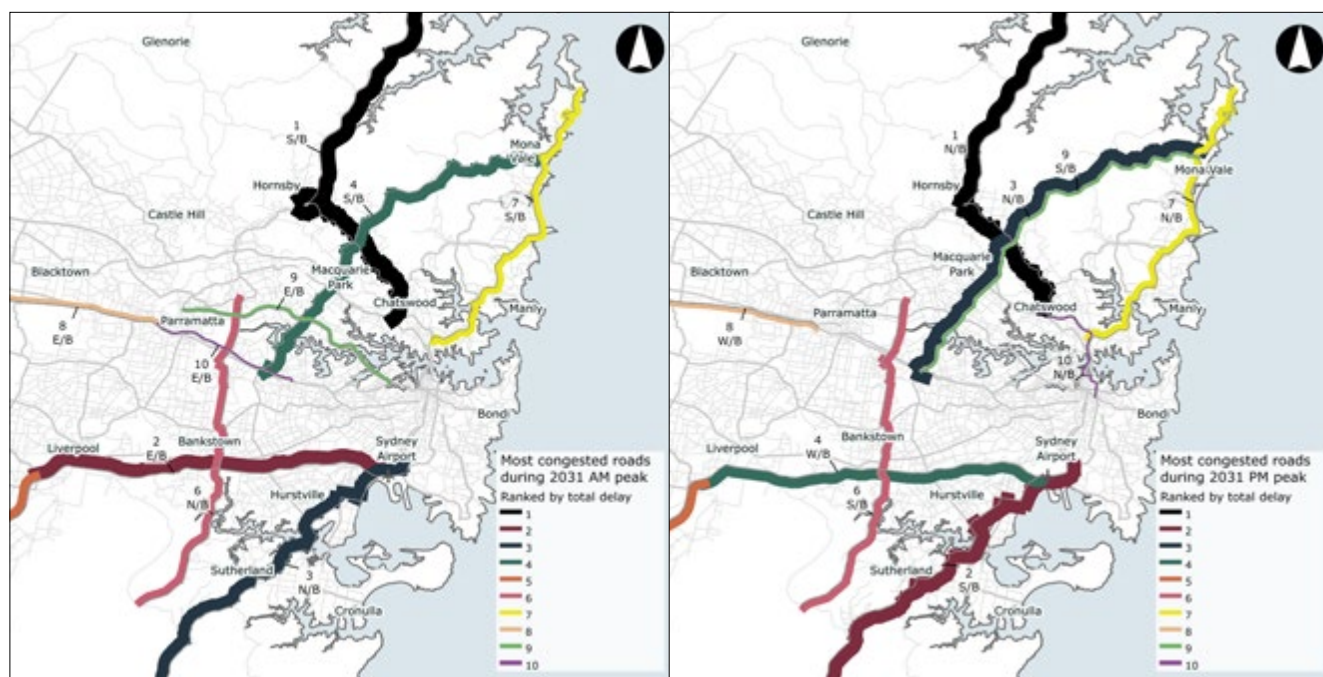 Glenorie
1
S/B
Mona
Vale
Hornsby
4
S/B
Castle Hill
7
S/B
Blacktown
9
E/B
Macquarie
Park
Chatswood
Parramatta
Manly
8
E/B
10
E/B
Bondi
Liverpool
2
E/B
Bankstown
Sydney
Airport
6
N/B
Hurstville
Sutherland
3
N/B
Cronulla
Most congested roads
during 2031 AM peak
Ranked by total delay
1
2
3
4
5
6
7
8
9
10
Glenorie
1
N/B
9
S/B
Mona Vale
Hornsby
3
N/B
7
N/B
Castle Hill
Macquarie
Park
Blacktown
Chatswood
Parramatta
Manly
8
W/B
10
N/B
Bondi
Liverpool
4
W/B
Bankstown
Sydney
Airport
6
S/B
Hurstville
Sutherland
2
S/B
Cronulla
Most congested roads
during 2031 PM peak
Ranked by total delay
1
2
3
4
5
6
7
8
9
10